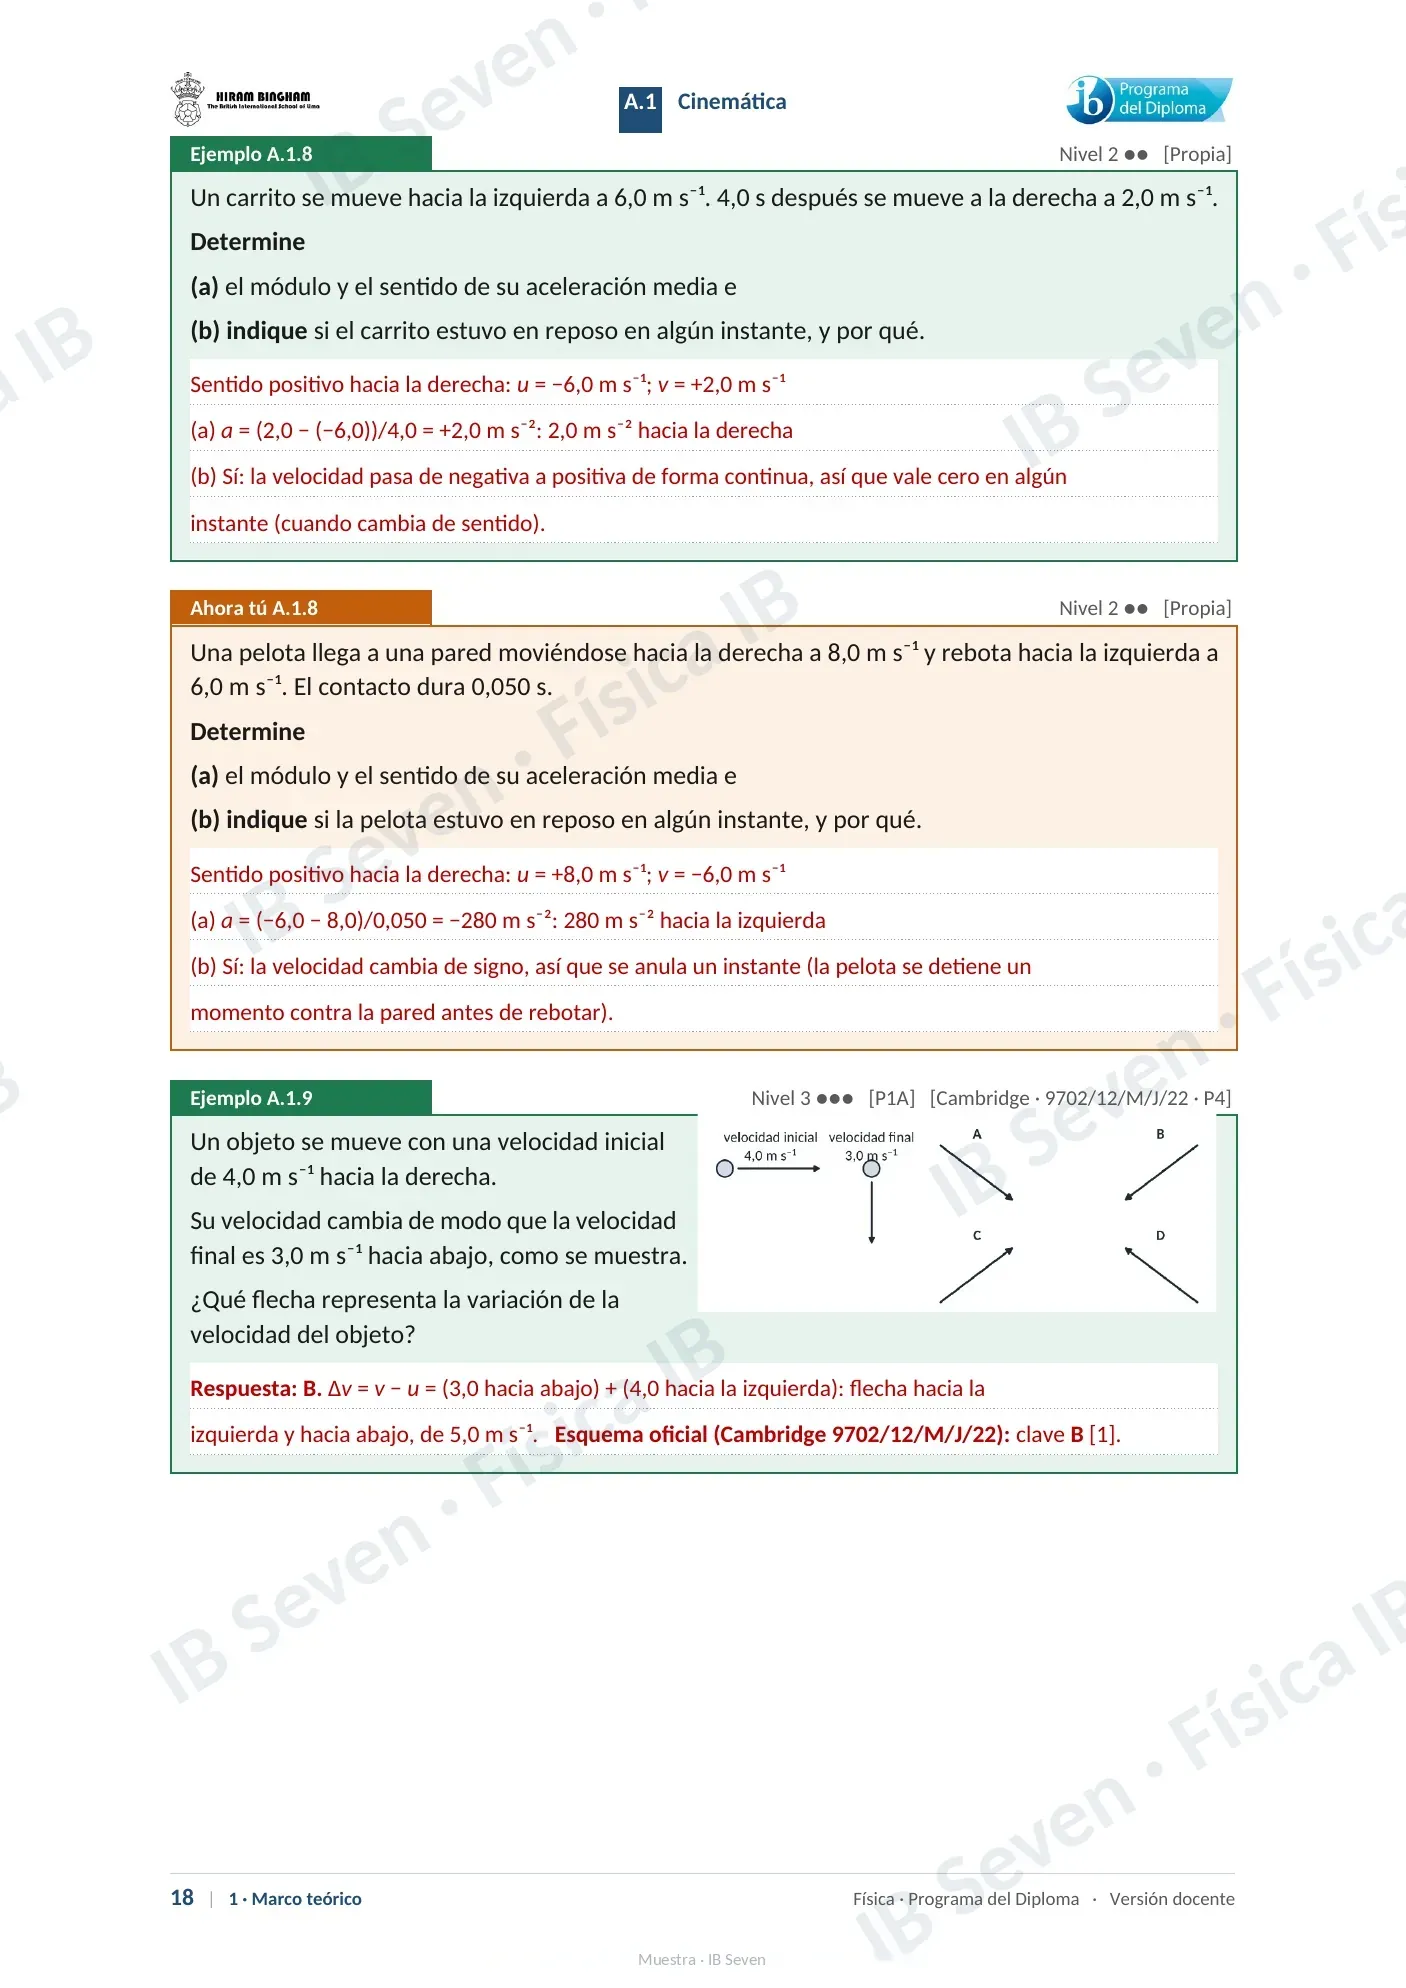 HIRAM BINGHAM
The British International School of Lima
A.1 Cinemática
ib Programa
del Diploma
Ejemplo A.1.8 Nivel 2 ●● [Propia]
Un carrito se mueve hacia la izquierda a 6,0 m s⁻¹. 4,0 s después se mueve a la derecha a 2,0 m s⁻¹.
Determine
(a) el módulo y el sentido de su aceleración media e
(b) indique si el carrito estuvo en reposo en algún instante, y por qué.
Sentido positivo hacia la derecha: u = −6,0 m s⁻¹; v = +2,0 m s⁻¹
(a) a = (2,0 − (−6,0))/4,0 = +2,0 m s⁻²: 2,0 m s⁻² hacia la derecha
(b) Sí: la velocidad pasa de negativa a positiva de forma continua, así que vale cero en algún
instante (cuando cambia de sentido).
Ahora tú A.1.8 Nivel 2 ●● [Propia]
Una pelota llega a una pared moviéndose hacia la derecha a 8,0 m s⁻¹ y rebota hacia la izquierda a
6,0 m s⁻¹. El contacto dura 0,050 s.
Determine
(a) el módulo y el sentido de su aceleración media e
(b) indique si la pelota estuvo en reposo en algún instante, y por qué.
Sentido positivo hacia la derecha: u = +8,0 m s⁻¹; v = −6,0 m s⁻¹
(a) a = (−6,0 − 8,0)/0,050 = −280 m s⁻²: 280 m s⁻² hacia la izquierda
(b) Sí: la velocidad cambia de signo, así que se anula un instante (la pelota se detiene un
momento contra la pared antes de rebotar).
Ejemplo A.1.9 Nivel 3 ●●● [P1A] [Cambridge · 9702/12/M/J/22 · P4]
Un objeto se mueve con una velocidad inicial
de 4,0 m s⁻¹ hacia la derecha.
Su velocidad cambia de modo que la velocidad
final es 3,0 m s⁻¹ hacia abajo, como se muestra.
¿Qué flecha representa la variación de la
velocidad del objeto?
velocidad inicial velocidad final
4,0 m s⁻¹ 3,0 m s⁻¹
A B
C D
Respuesta: B. Δv = v − u = (3,0 hacia abajo) + (4,0 hacia la izquierda): flecha hacia la
izquierda y hacia abajo, de 5,0 m s⁻¹. Esquema oficial (Cambridge 9702/12/M/J/22): clave B [1].
18 | 1 · Marco teórico
Física · Programa del Diploma · Versión docente
Muestra · IB Seven
IB Seven · Física IB